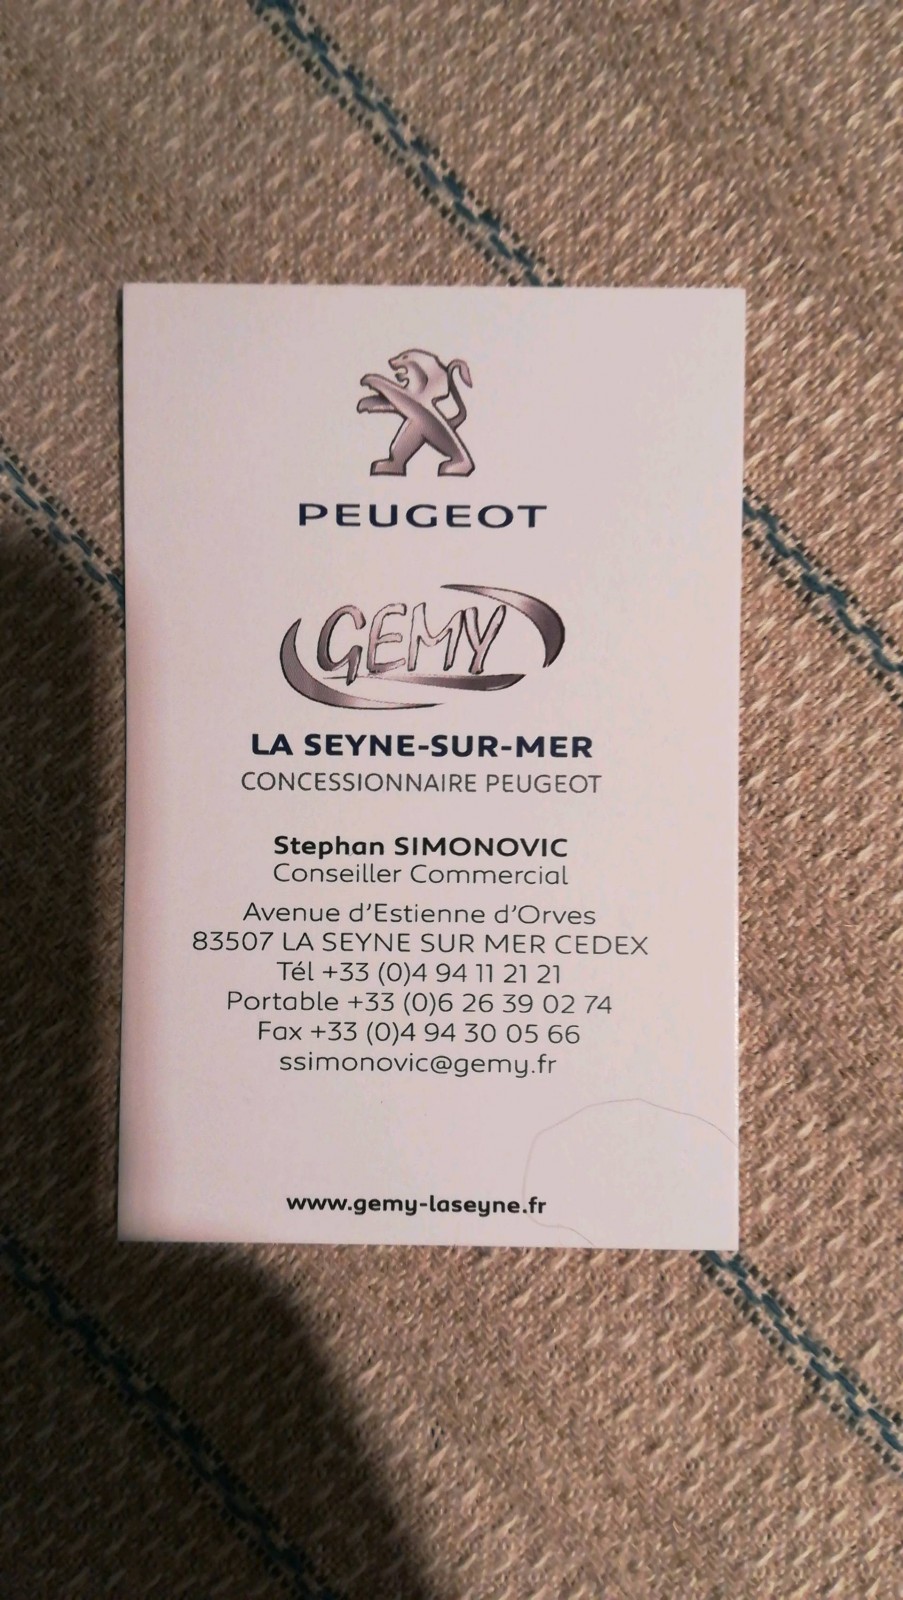 PEUGEOT
GEMY
LA SEYNE-SUR-MER
CONCESSIONNAIRE PEUGEOT
Stephan SIMONOVIC
Conseiller Commercial
Avenue d'Estienne d'Orves
83507 LA SEYNE SUR MER CEDEX
Tél +33 (0)4 94 11 21 21
Portable +33 (0)6 26 39 02 74
Fax +33 (0)4 94 30 05 66
ssimonovic@gemy.fr
www.gemy-laseyne.fr